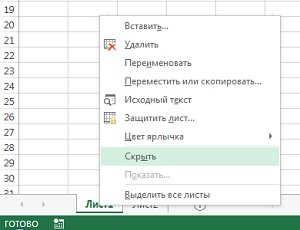 19
20
Вставить...
21
Удалить
22
Переименовать
23
Переместить или скопировать...
24
25
Исходный текст
26
Защитить лист...
27
Цвет ярлычка
28
Скрыть
29
Показать...
30
Выделить все листы
31
Лист1
Лист2
ГОТОВО